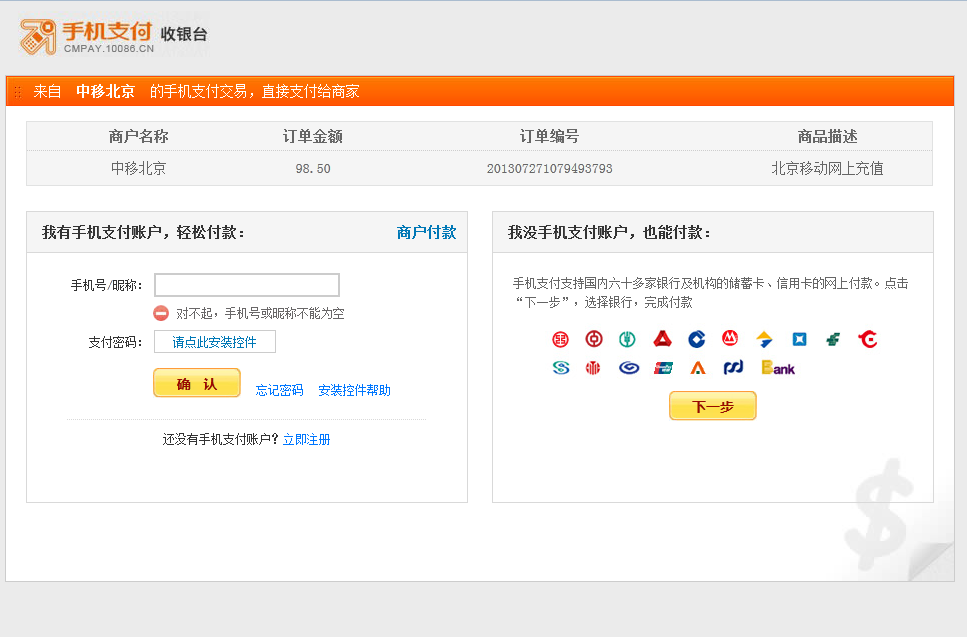 手机支付 收银台
CMPAY.10086.CN
来自 中移北京 的手机支付交易，直接支付给商家
商户名称 订单金额 订单编号 商品描述
中移北京 98.50 201307271079493793 北京移动网上充值
我有手机支付账户，轻松付款： 商户付款
手机号/昵称：
对不起，手机号或昵称不能为空
支付密码： 请点此安装控件
确 认 忘记密码 安装控件帮助
还没有手机支付账户？立即注册
我没手机支付账户，也能付款：
手机支付支持国内六十多家银行及机构的储蓄卡、信用卡的网上付款。点击
“下一步”，选择银行，完成付款
Bank
下一步